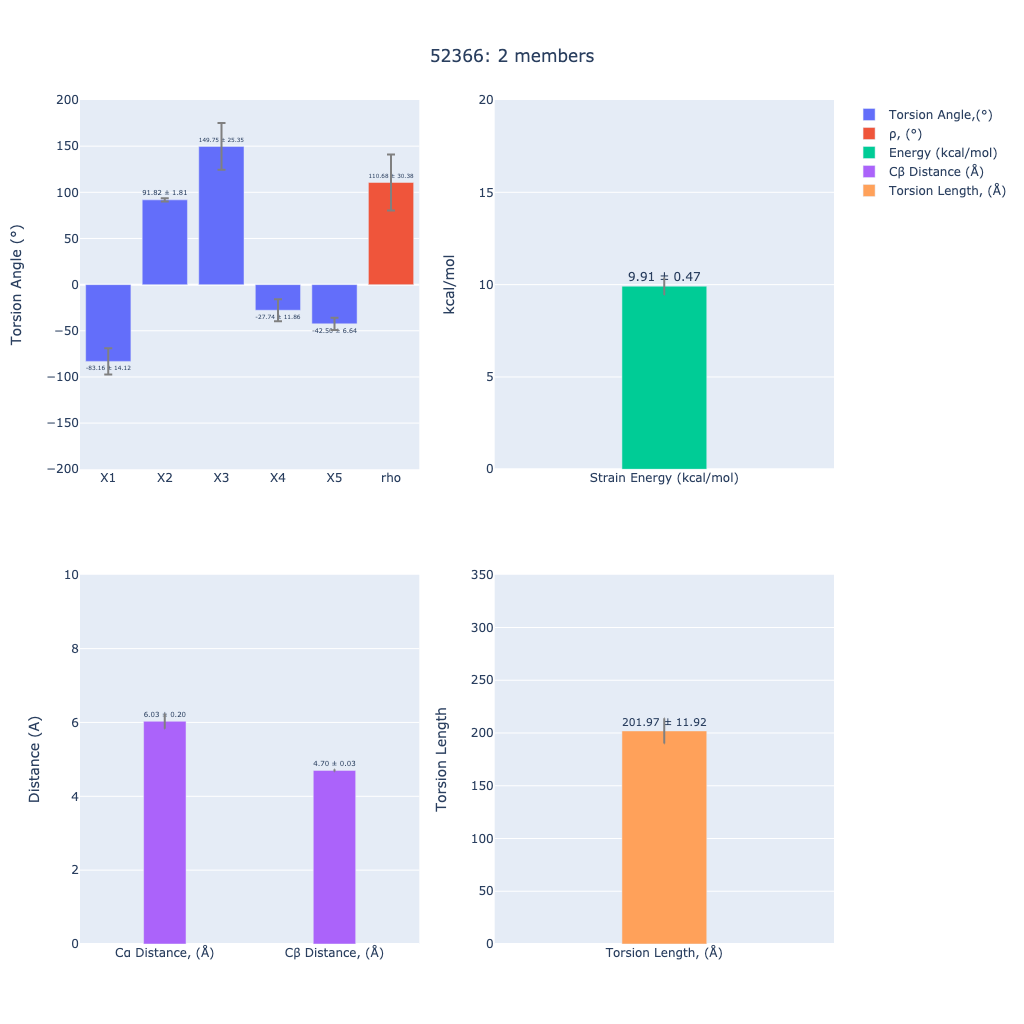 52366: 2 members
Torsion Angle (°)
200
150
100
50
0
−50
−100
−150
−200
149.75 ± 25.35
110.68 ± 30.38
91.82 ± 1.81
-27.74 ± 11.86
-83.16 ± 14.12
X1 X2 X3 X4 X5 rho
kcal/mol
20
15
10
5
0
9.91 ± 0.47
Strain Energy (kcal/mol)
Torsion Angle,(°)
ρ, (°)
Energy (kcal/mol)
Cβ Distance (Å)
Torsion Length, (Å)
Distance (A)
10
8
6
4
2
0
6.03 ± 0.20
4.70 ± 0.03
Cα Distance, (Å) Cβ Distance, (Å)
Torsion Length
350
300
250
200
150
100
50
0
201.97 ± 11.92
Torsion Length, (Å)